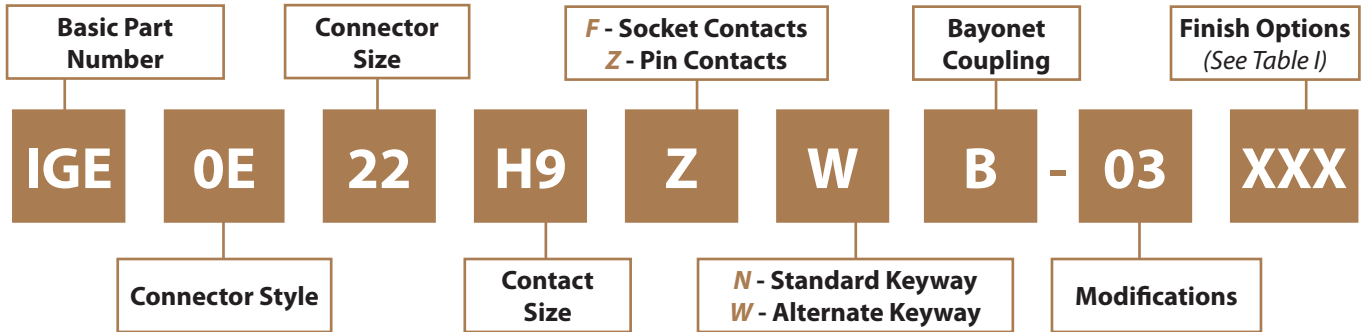 Basic Part
Number
Connector
Size
F - Socket Contacts
Z - Pin Contacts
Bayonet
Coupling
Finish Options
(See Table I)
IGE 0E 22 H9 Z W B - 03 XXX
Connector Style
Contact
Size
N - Standard Keyway
W - Alternate Keyway
Modifications